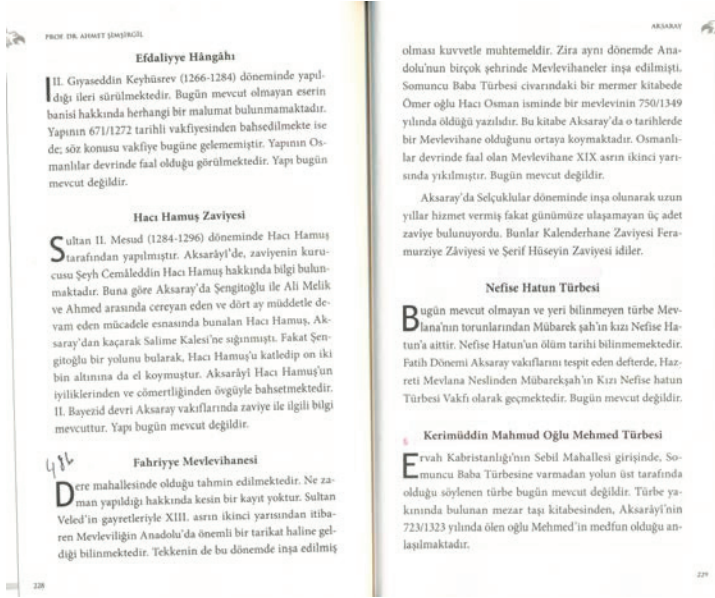 PROF. DR. AHMET ŞİMŞİRGİL
Efdaliyye Hângâhı
II. Gıyaseddin Keyhüsrev (1266-1284) döneminde yapıl-
dığı ileri sürülmektedir. Bugün mevcut olmayan eserin
banisi hakkında herhangi bir malumat bulunmamaktadır.
Yapının 671/1272 tarihli vakfiyesinden bahsedilmekte ise
de; söz konusu vakfiye bugüne gelememiştir. Yapının Os-
manlılar devrinde faal olduğu görülmektedir. Yapı bugün
mevcut değildir.
Hacı Hamuş Zaviyesi
Sultan II. Mesud (1284-1296) döneminde Hacı Hamuş
tarafından yapılmıştır. Aksarâyî'de, zaviyenin kuru-
cusu Şeyh Cemâleddin Hacı Hamuş hakkında bilgi bulun-
maktadır. Buna göre Aksaray'da Şengitoğlu ile Ali Melik
ve Ahmed arasında cereyan eden ve dört ay müddetle de-
vam eden mücadele esnasında bunalan Hacı Hamuş, Ak-
saray'dan kaçarak Salime Kalesi'ne sığınmıştı. Fakat Şen-
gitoğlu bir yolunu bularak, Hacı Hamuş'u katledip on iki
bin altınına da el koymuştur. Aksarâyî Hacı Hamuş'un
iyiliklerinden ve cömertliğinden övgüyle bahsetmektedir.
II. Bayezid devri Aksaray vakıflarında zaviye ile ilgili bilgi
mevcuttur. Yapı bugün mevcut değildir.
Fahriyye Mevlevihanesi
Dere mahallesinde olduğu tahmin edilmektedir. Ne za-
man yapıldığı hakkında kesin bir kayıt yoktur. Sultan
Veled'in gayretleriyle XIII. asrın ikinci yarısından itiba-
ren Mevleviliğin Anadolu'da önemli bir tarikat haline gel-
diği bilinmektedir. Tekkenin de bu dönemde inşa edilmiş
228
AKSARAY
olması kuvvetle muhtemeldir. Zira aynı dönemde Ana-
dolu'nun birçok şehrinde Mevlevihaneler inşa edilmişti.
Somuncu Baba Türbesi civarındaki bir mermer kitabede
Ömer oğlu Hacı Osman isminde bir mevlevinin 750/1349
yılında öldüğü yazılıdır. Bu kitabe Aksaray'da o tarihlerde
bir Mevlevihane olduğunu ortaya koymaktadır. Osmanlı-
lar devrinde faal olan Mevlevihane XIX asrın ikinci yarı-
sında yıkılmıştır. Bugün mevcut değildir.
Aksaray'da Selçuklular döneminde inşa olunarak uzun
yıllar hizmet vermiş fakat günümüze ulaşamayan üç adet
zaviye bulunuyordu. Bunlar Kalenderhane Zaviyesi Fera-
murziye Zâviyesi ve Şerif Hüseyin Zaviyesi idiler.
Nefise Hatun Türbesi
Bugün mevcut olmayan ve yeri bilinmeyen türbe Mev-
lana'nın torunlarından Mübarek şah'ın kızı Nefise Ha-
tun'a aittir. Nefise Hatun'un ölüm tarihi bilinmemektedir.
Fatih Dönemi Aksaray vakıflarını tespit eden defterde, Haz-
reti Mevlana Neslinden Mübarekşah'ın Kızı Nefise hatun
Türbesi Vakfı olarak geçmektedir. Bugün mevcut değildir.
Kerimüddin Mahmud Oğlu Mehmed Türbesi
Ervah Kabristanlığı'nın Sebil Mahallesi girişinde, So-
muncu Baba Türbesine varmadan yolun üst tarafında
olduğu söylenen türbe bugün mevcut değildir. Türbe ya-
kınında bulunan mezar taşı kitabesinden, Aksarâyî'nin
723/1323 yılında ölen oğlu Mehmed'in medfun olduğu an-
laşılmaktadır.
229